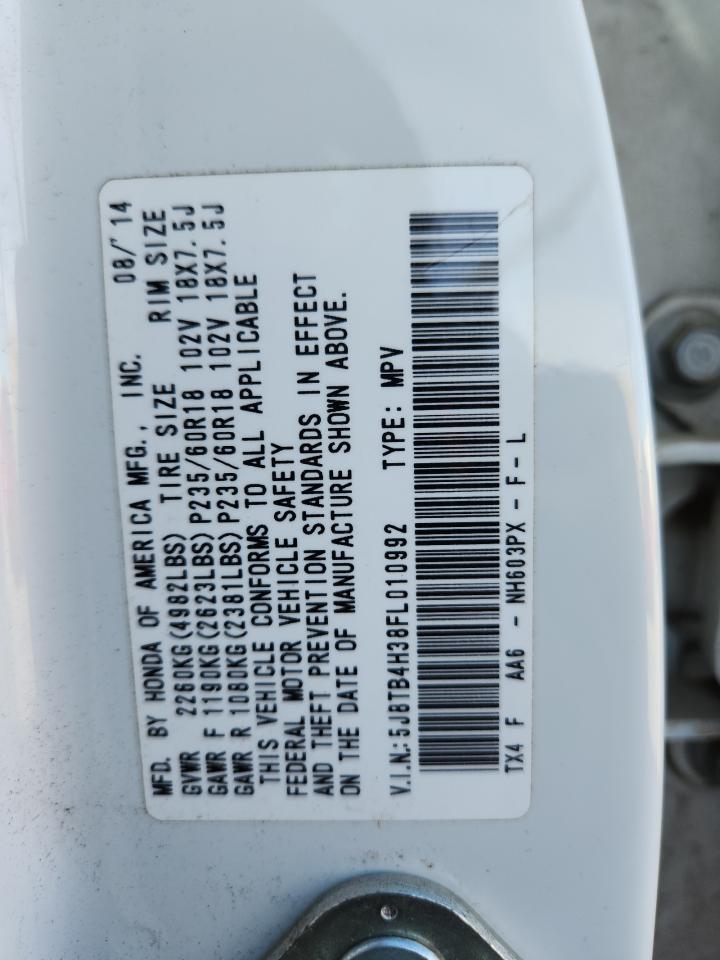 MFD. BY HONDA OF AMERICA MFG., INC. 08/'14
GVWR 2260KG(4982LBS) TIRE SIZE RIM SIZE
GAWR F 1190KG(2623LBS)P235/60R18 102V 18X7.5J
GAWR R 1080KG(2381LBS)P235/60R18 102V 18X7.5J
THIS VEHICLE CONFORMS TO ALL APPLICABLE
FEDERAL MOTOR VEHICLE SAFETY
AND THEFT PREVENTION STANDARDS IN EFFECT
ON THE DATE OF MANUFACTURE SHOWN ABOVE.
V.I.N.:5J8TB4H38FL010992 TYPE: MPV
TX4 F AA6 - NH603PX - F - L